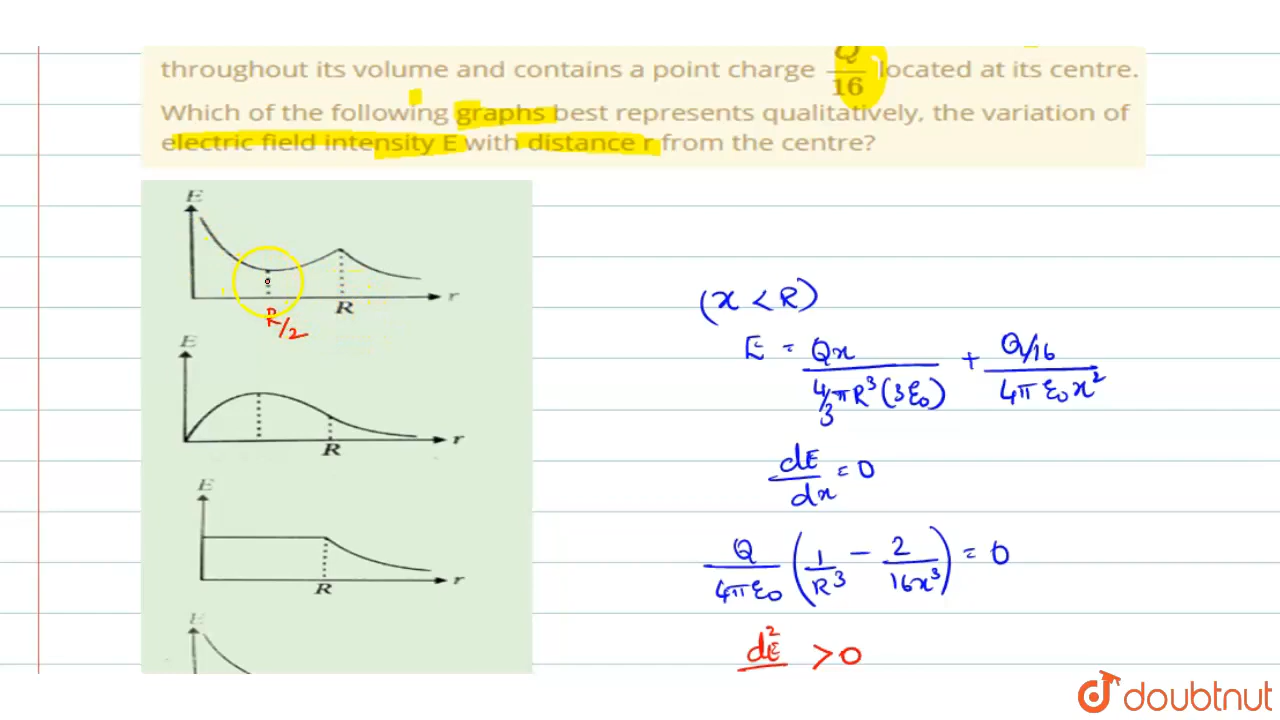 throughout its volume and contains a point charge Q/16 located at its centre.
Which of the following graphs best represents qualitatively, the variation of
electric field intensity E with distance r from the centre?
E
R
r
R/2
E
R
r
E
R
r
E
(x < R)
E = Qx / (4/3 πR³(3ε₀)) + Q/16 / (4πε₀x²)
dE/dx = 0
Q/4πε₀ (1/R³ − 2/16x³) = 0
d²E > 0
doubtnut